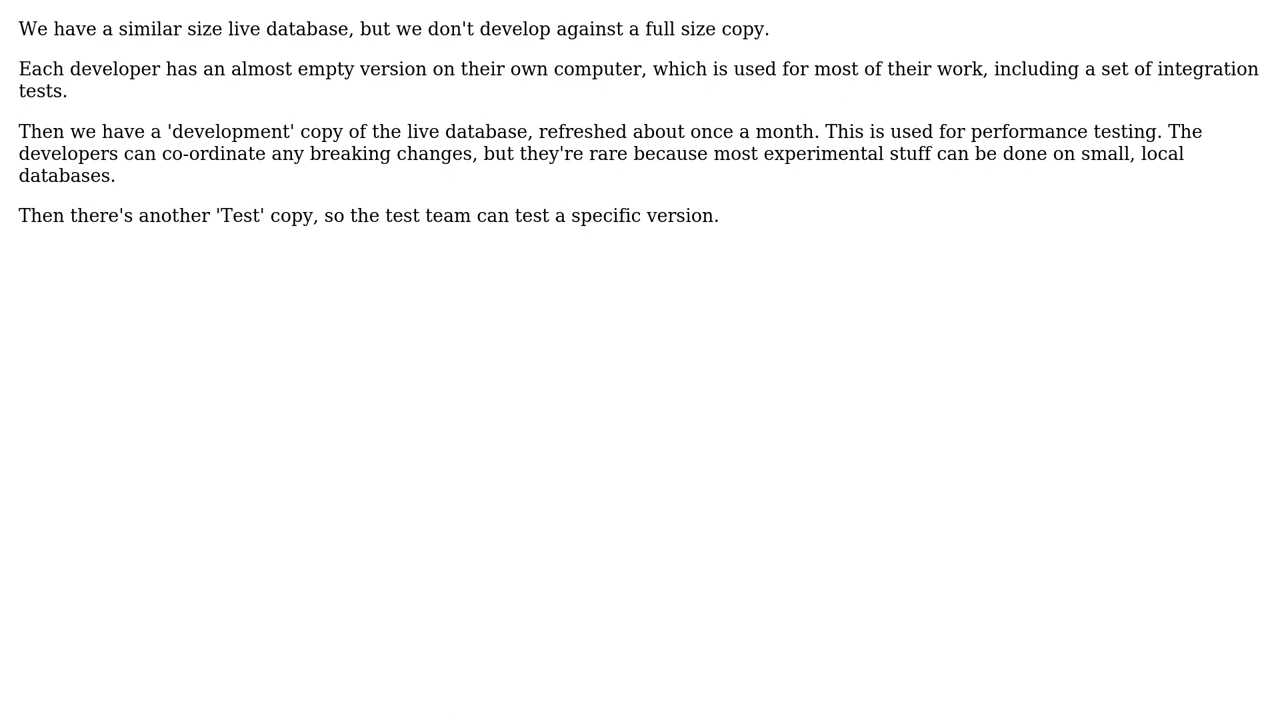 We have a similar size live database, but we don't develop against a full size copy.
Each developer has an almost empty version on their own computer, which is used for most of their work, including a set of integration
tests.
Then we have a 'development' copy of the live database, refreshed about once a month. This is used for performance testing. The
developers can co-ordinate any breaking changes, but they're rare because most experimental stuff can be done on small, local
databases.
Then there's another 'Test' copy, so the test team can test a specific version.